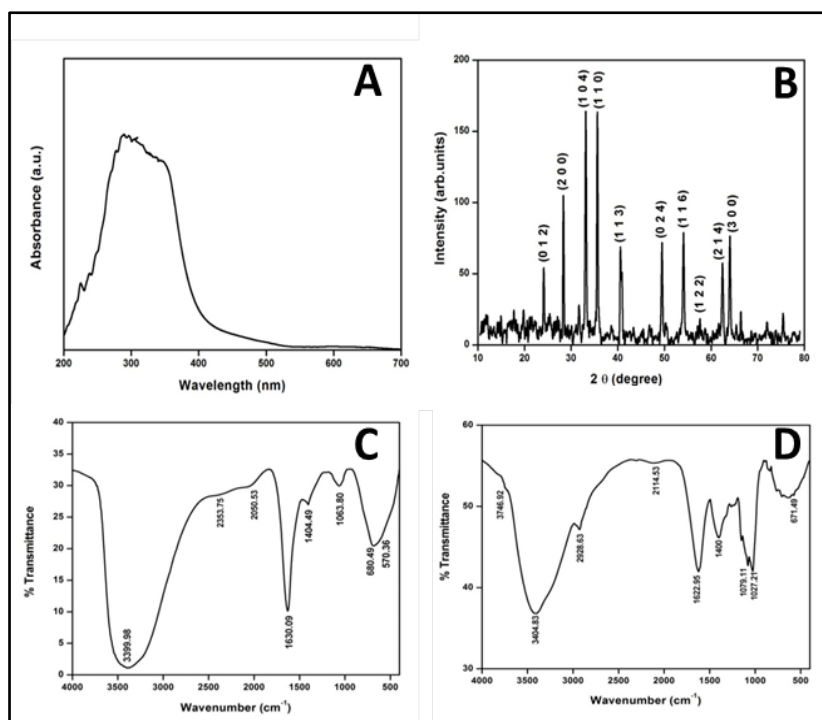 A
Absorbance (a.u.)
200 300 400 500 600 700
Wavelength (nm)
B
Intensity (arb.units)
200
150
100
50
0
(0 1 2)
(2 0 0)
(1 0 4)
(1 1 0)
(1 1 3)
(0 2 4)
(1 1 6)
(1 2 2)
(2 1 4)
(3 0 0)
10 20 30 40 50 60 70 80
2 θ (degree)
C
% Transmittance
40
35
30
25
20
15
10
5
0
3399.98
2353.75
2050.53
1630.09
1404.49
1063.80
680.49
570.36
4000 3500 3000 2500 2000 1500 1000 500
Wavenumber (cm-1)
D
% Transmittance
60
50
40
30
3746.92
3404.83
2928.63
2114.53
1622.95
1400
1079.11
1027.21
671.49
4000 3500 3000 2500 2000 1500 1000 500
Wavenumber (cm-1)